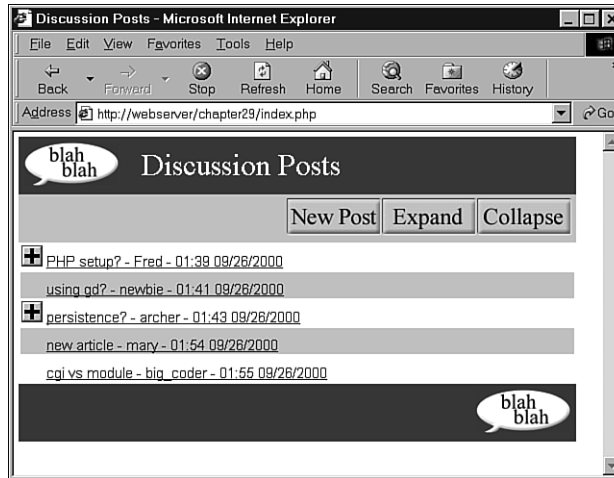 Discussion Posts - Microsoft Internet Explorer
File Edit View Favorites Tools Help
Back Forward Stop Refresh Home Search Favorites History
Address http://webserver/chapter29/index.php Go
blah
blah
Discussion Posts
New Post Expand Collapse
PHP setup? - Fred - 01:39 09/26/2000
using gd? - newbie - 01:41 09/26/2000
persistence? - archer - 01:43 09/26/2000
new article - mary - 01:54 09/26/2000
cgi vs module - big_coder - 01:55 09/26/2000
blah
blah